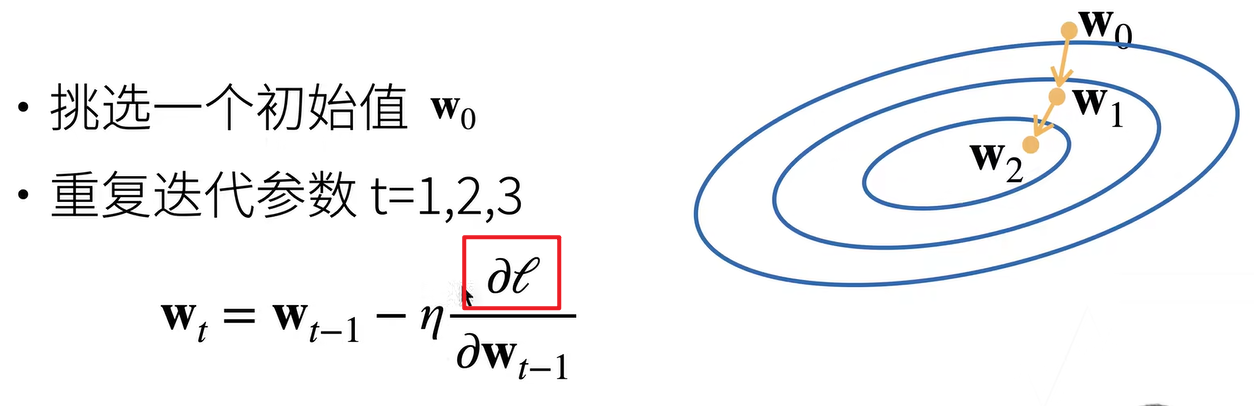 • 挑选一个初始值 w₀
• 重复迭代参数 t=1,2,3
wₜ = wₜ₋₁ − η ∂ℓ/∂wₜ₋₁
w₀
w₁
w₂